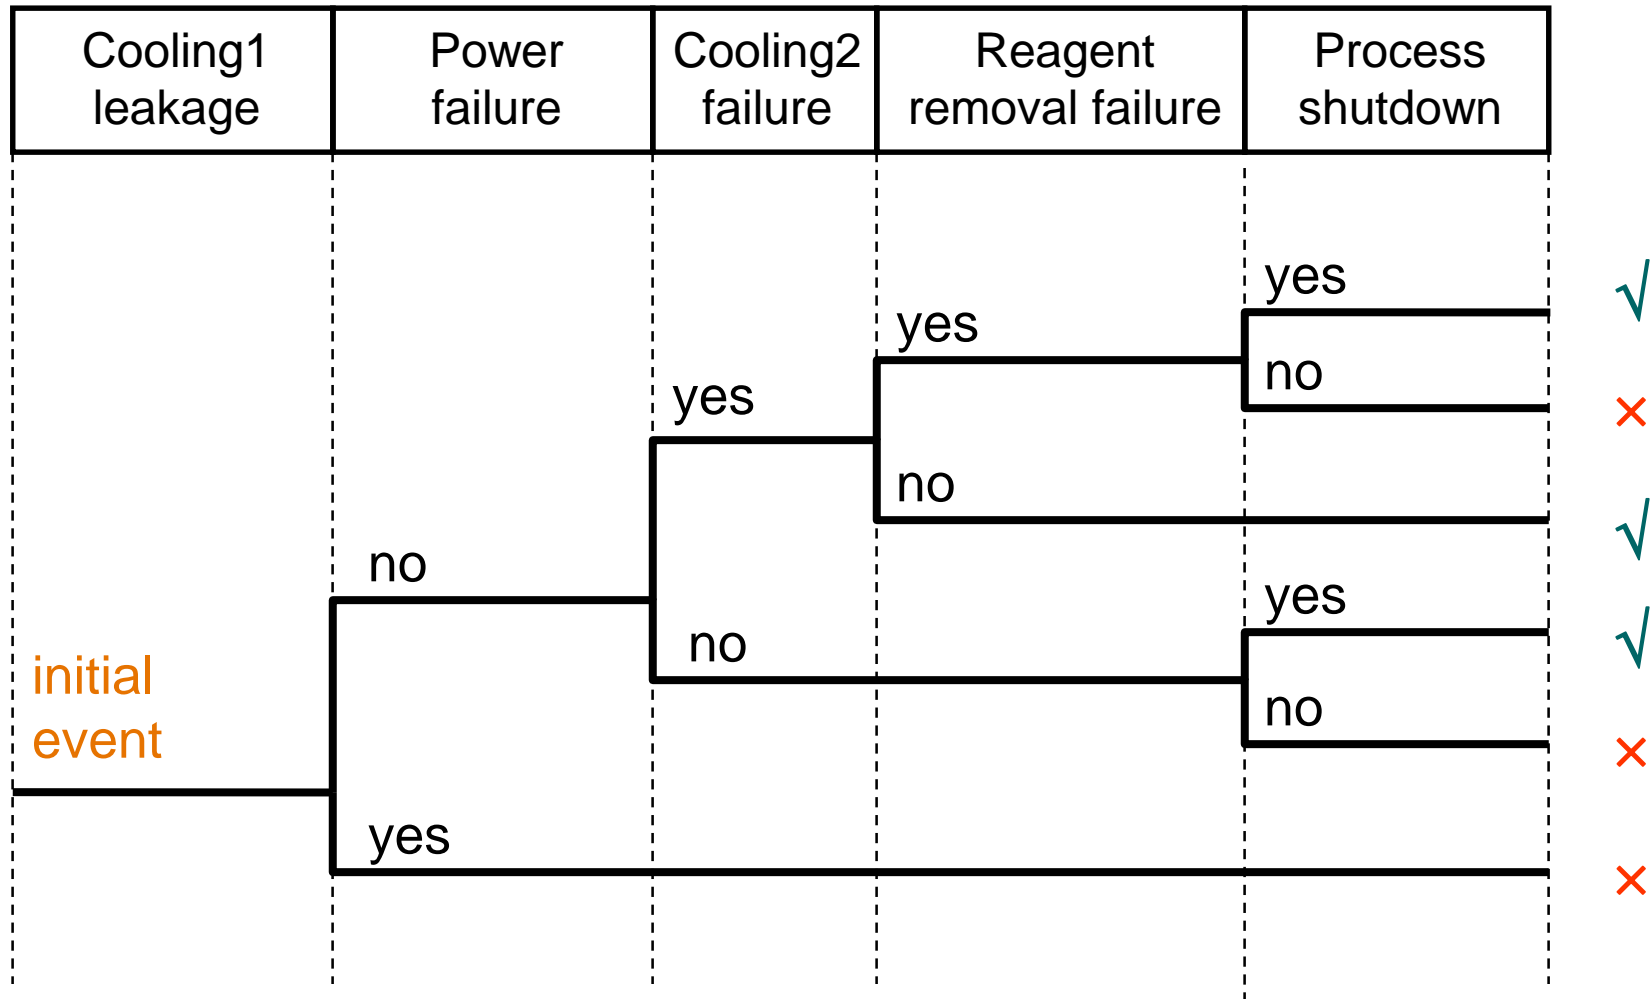 Cooling1 leakage
Power failure
Cooling2 failure
Reagent removal failure
Process shutdown
yes
√
yes
no
×
yes
no
√
no
yes
√
no
initial event
no
×
yes
×